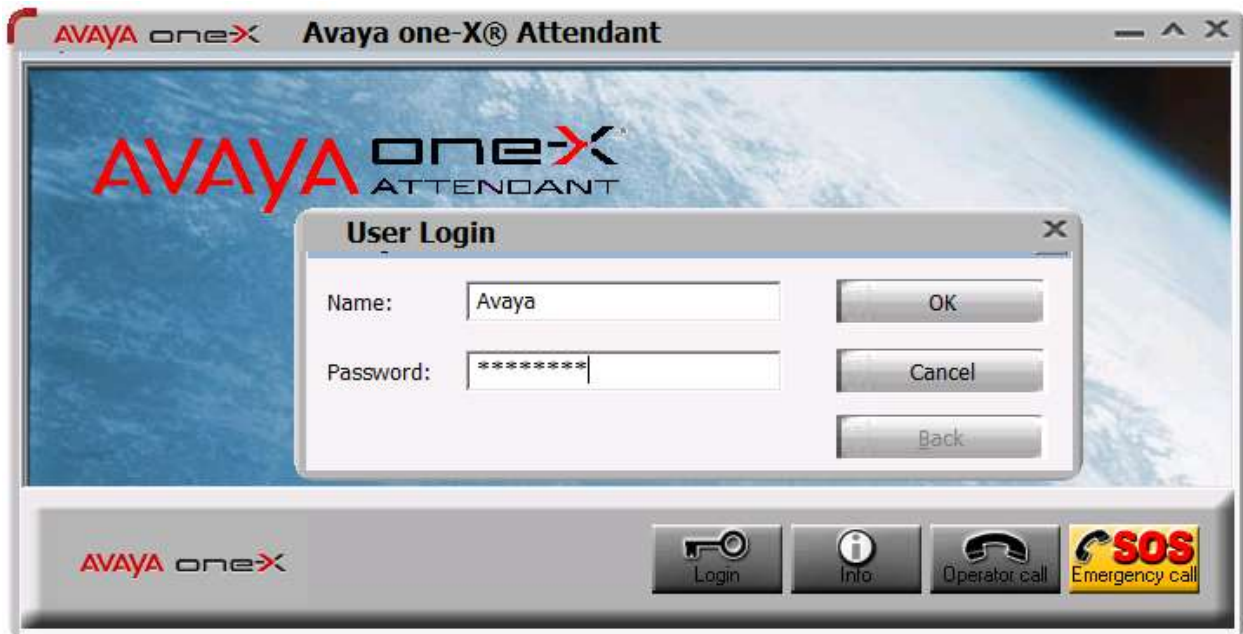 AVAYA one-X Avaya one-X® Attendant
AVAYA one-X®
ATTENDANT
User Login
Name: Avaya OK
Password: ******** Cancel
Back
AVAYA one-X
Login Info Operator call SOS Emergency call